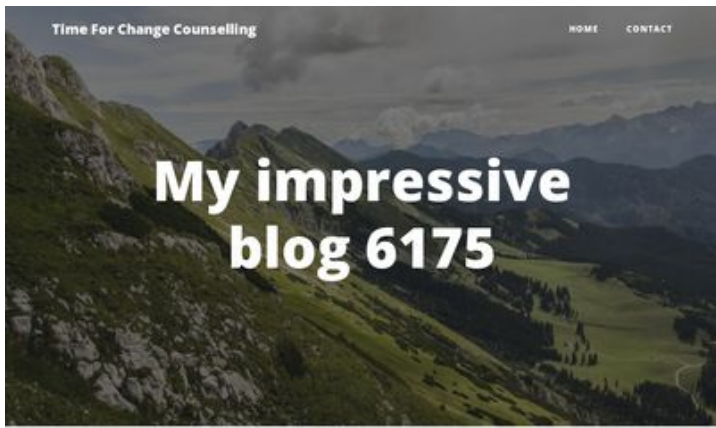 Time For Change Counselling
HOME CONTACT
My impressive
blog 6175